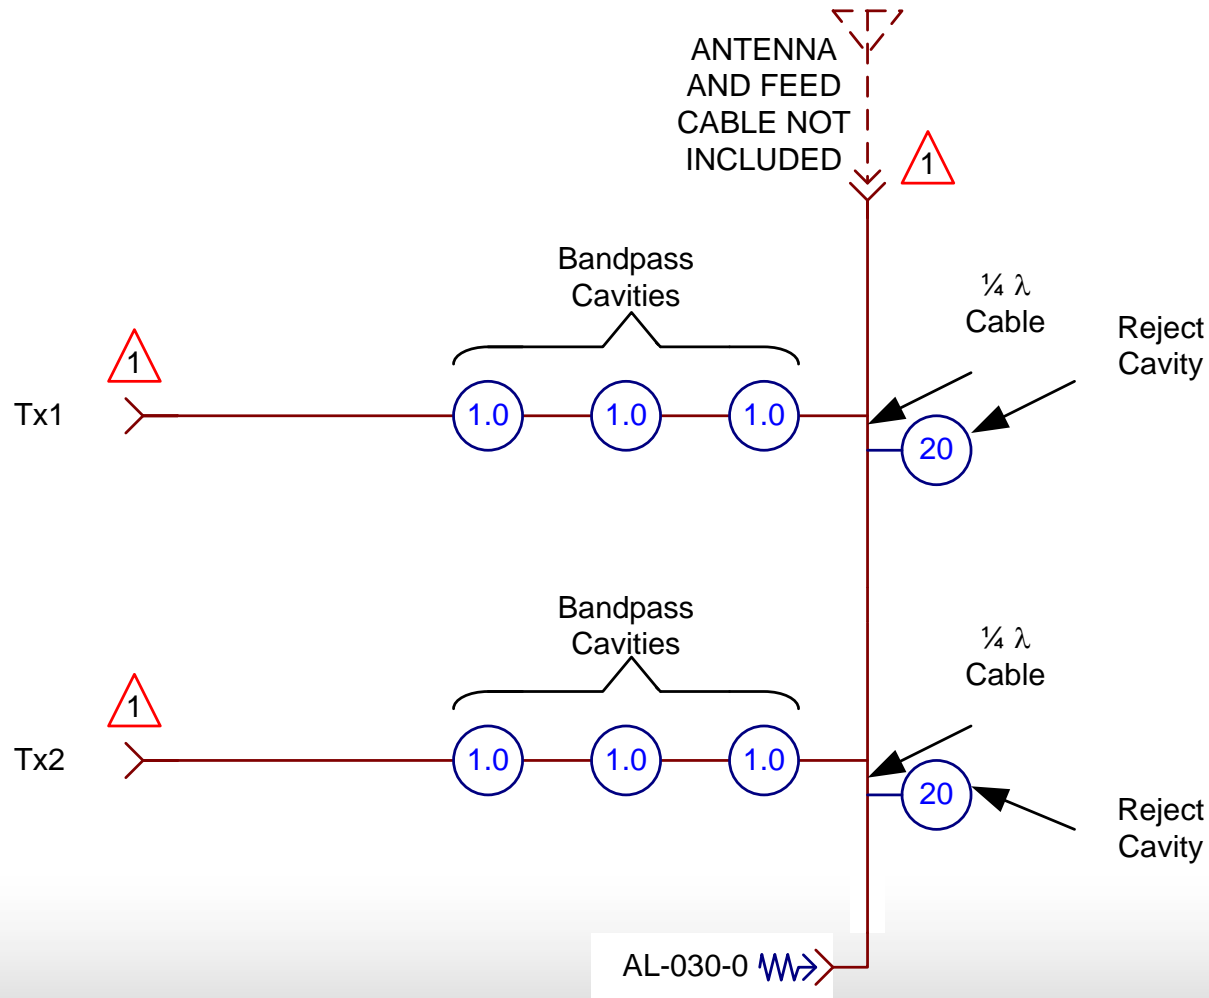 ANTENNA
AND FEED
CABLE NOT
INCLUDED
1
Bandpass
Cavities
¼ λ
Cable
Reject
Cavity
1
Tx1
1.0
1.0
1.0
20
Bandpass
Cavities
¼ λ
Cable
1
Tx2
1.0
1.0
1.0
20
Reject
Cavity
AL-030-0